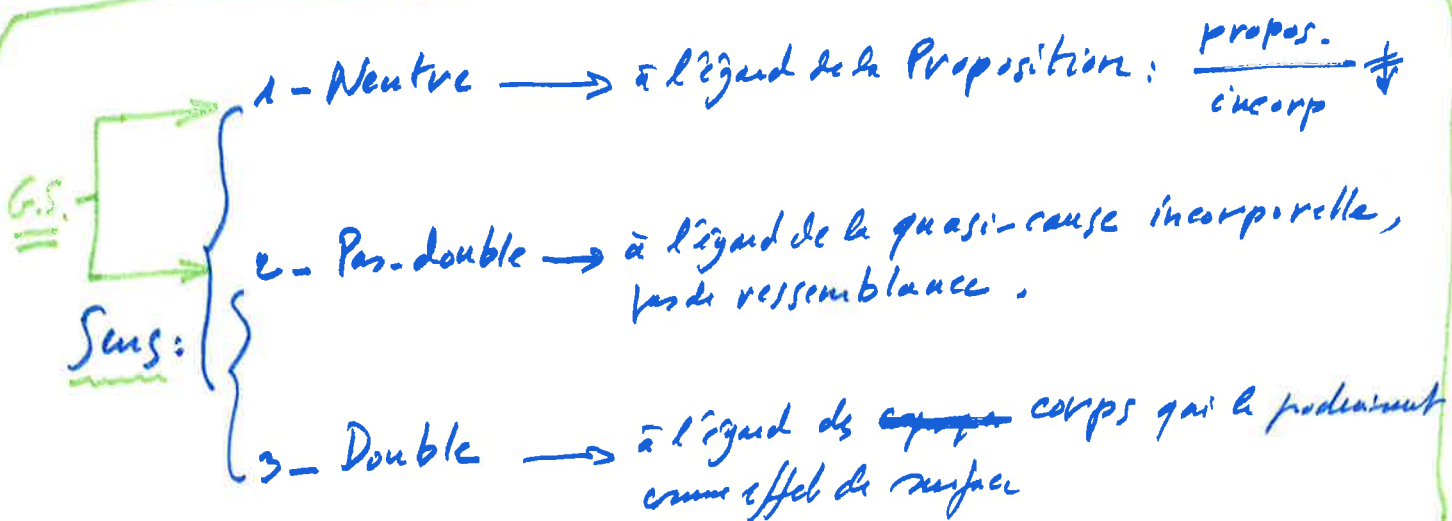 1 - Neutre → à l'égard de la Proposition : propos. / incorp
G.S.
2 - Pas-double → à l'égard de la quasi-cause incorporelle,
pas de ressemblance.
Sens :
3 - Double → à l'égard des corps qui le produisent
comme effet de surface